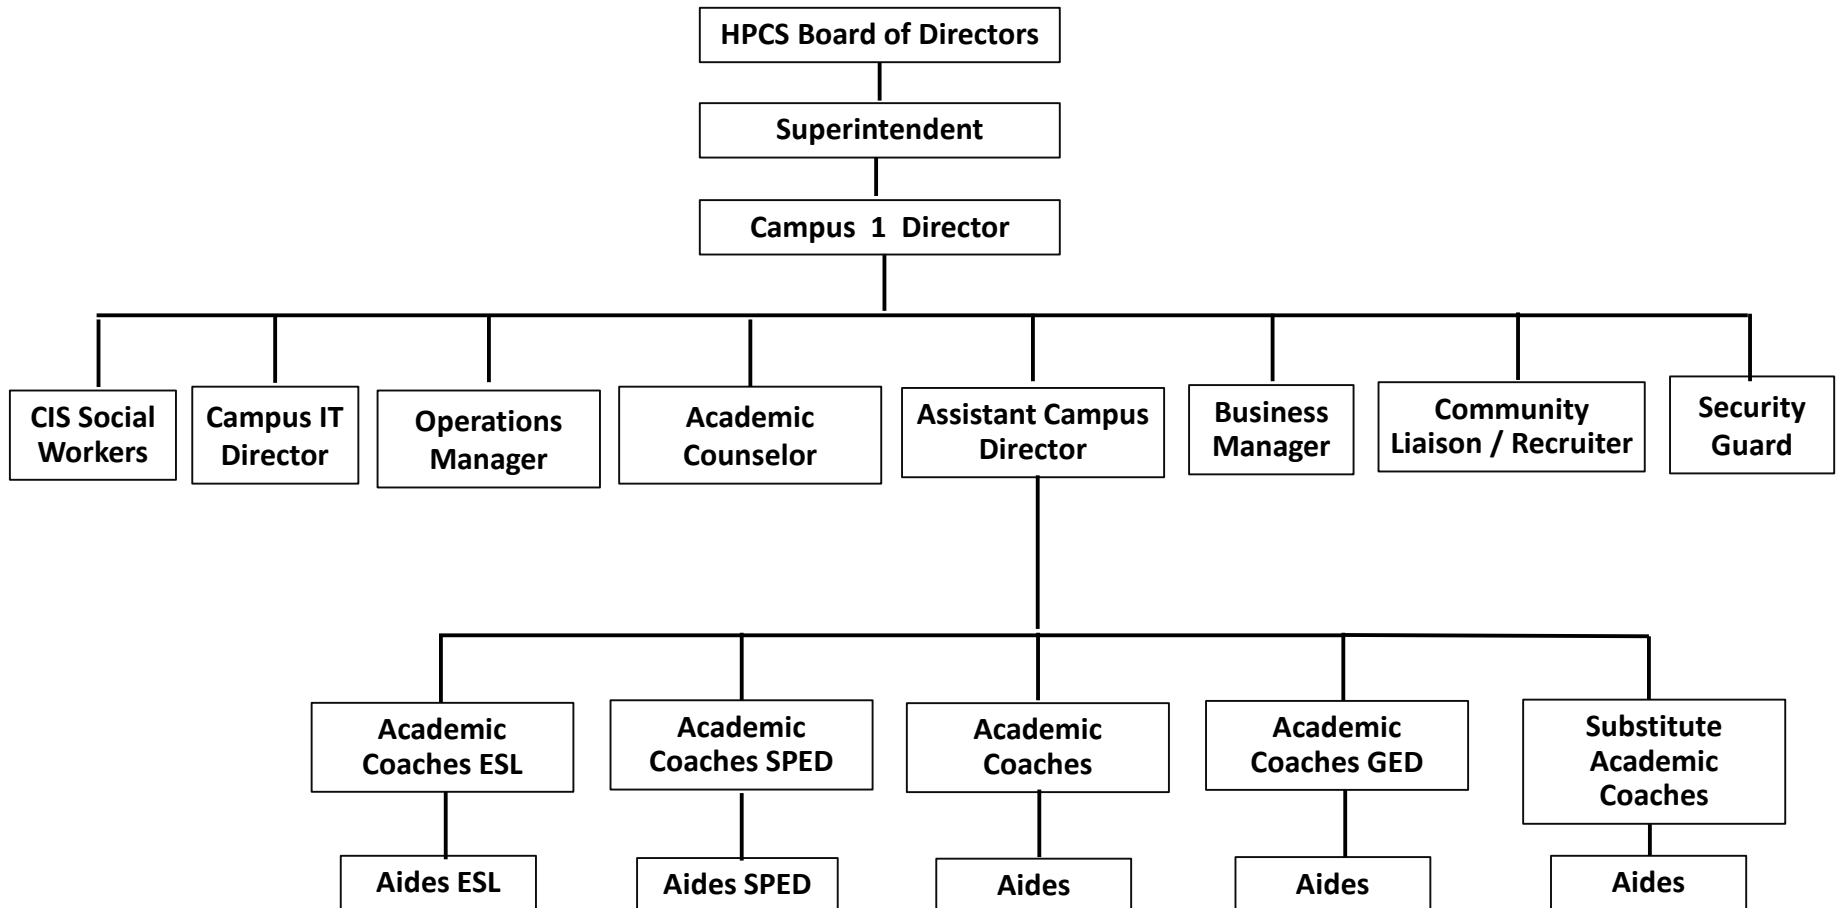 HPCS Board of Directors
Superintendent
Campus 1 Director
CIS Social
Workers
Campus IT
Director
Operations
Manager
Academic
Counselor
Assistant Campus
Director
Business
Manager
Community
Liaison / Recruiter
Security
Guard
Academic
Coaches ESL
Academic
Coaches SPED
Academic
Coaches
Academic
Coaches GED
Substitute
Academic
Coaches
Aides ESL
Aides SPED
Aides
Aides
Aides